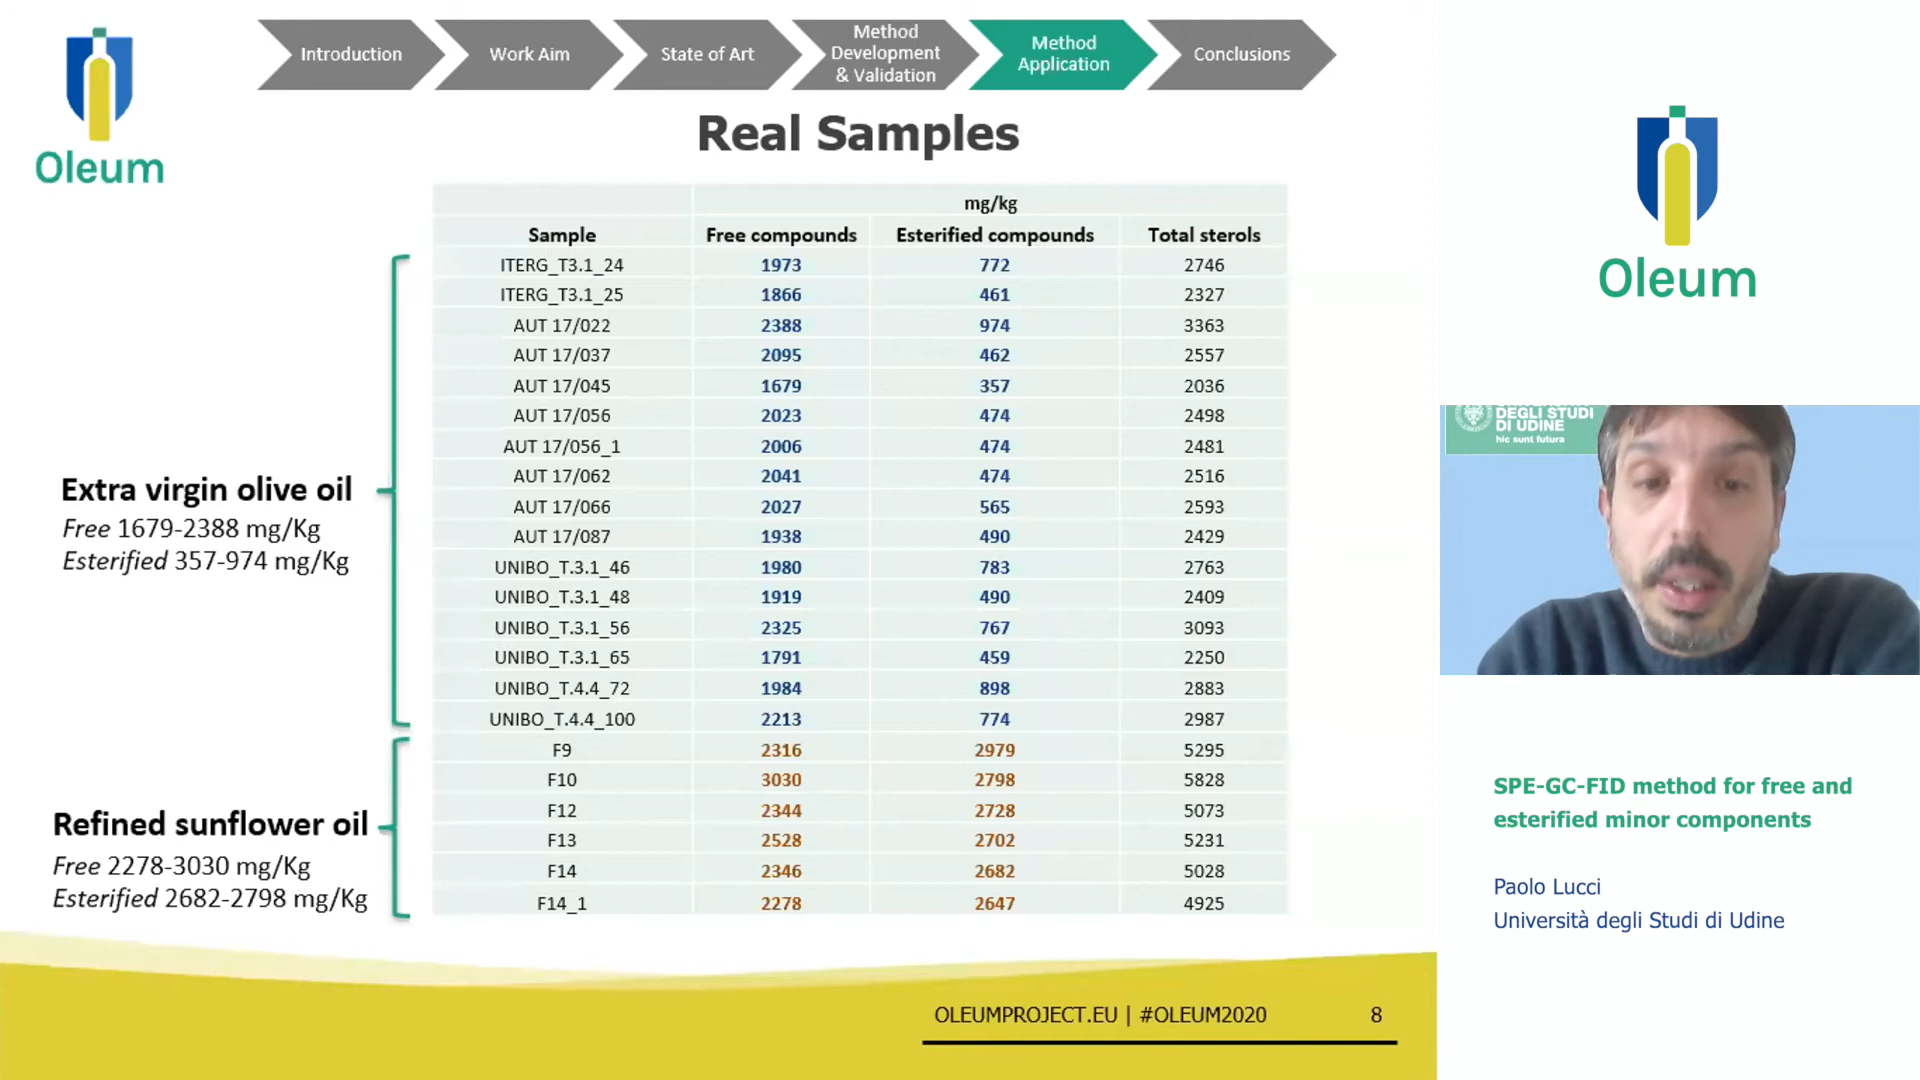 Introduction
Work Aim
State of Art
Method
Development
& Validation
Method
Application
Conclusions
Oleum
Real Samples
mg/kg
Sample Free compounds Esterified compounds Total sterols
ITERG_T3.1_24 1973 772 2746
ITERG_T3.1_25 1866 461 2327
AUT 17/022 2388 974 3363
AUT 17/037 2095 462 2557
AUT 17/045 1679 357 2036
AUT 17/056 2023 474 2498
AUT 17/056_1 2006 474 2481
AUT 17/062 2041 474 2516
AUT 17/066 2027 565 2593
AUT 17/087 1938 490 2429
UNIBO_T.3.1_46 1980 783 2763
UNIBO_T.3.1_48 1919 490 2409
UNIBO_T.3.1_56 2325 767 3093
UNIBO_T.3.1_65 1791 459 2250
UNIBO_T.4.4_72 1984 898 2883
UNIBO_T.4.4_100 2213 774 2987
F9 2316 2979 5295
F10 3030 2798 5828
F12 2344 2728 5073
F13 2528 2702 5231
F14 2346 2682 5028
F14_1 2278 2647 4925
Extra virgin olive oil
Free 1679-2388 mg/Kg
Esterified 357-974 mg/Kg
Refined sunflower oil
Free 2278-3030 mg/Kg
Esterified 2682-2798 mg/Kg
OLEUMPROJECT.EU | #OLEUM2020 8
Oleum
DEGLI STUDI
DI UDINE
hic sunt futura
SPE-GC-FID method for free and
esterified minor components
Paolo Lucci
Università degli Studi di Udine